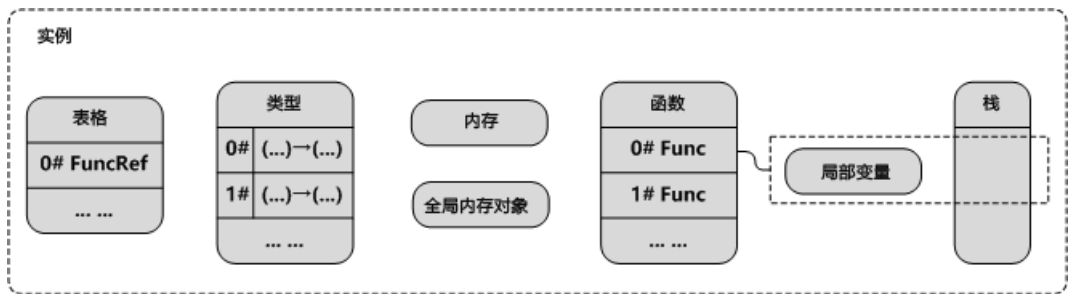 实例
表格
0# FuncRef
... ...
类型
0# (...)→(...)
1# (...)→(...)
... ...
内存
全局内存对象
函数
0# Func
1# Func
... ...
局部变量
栈